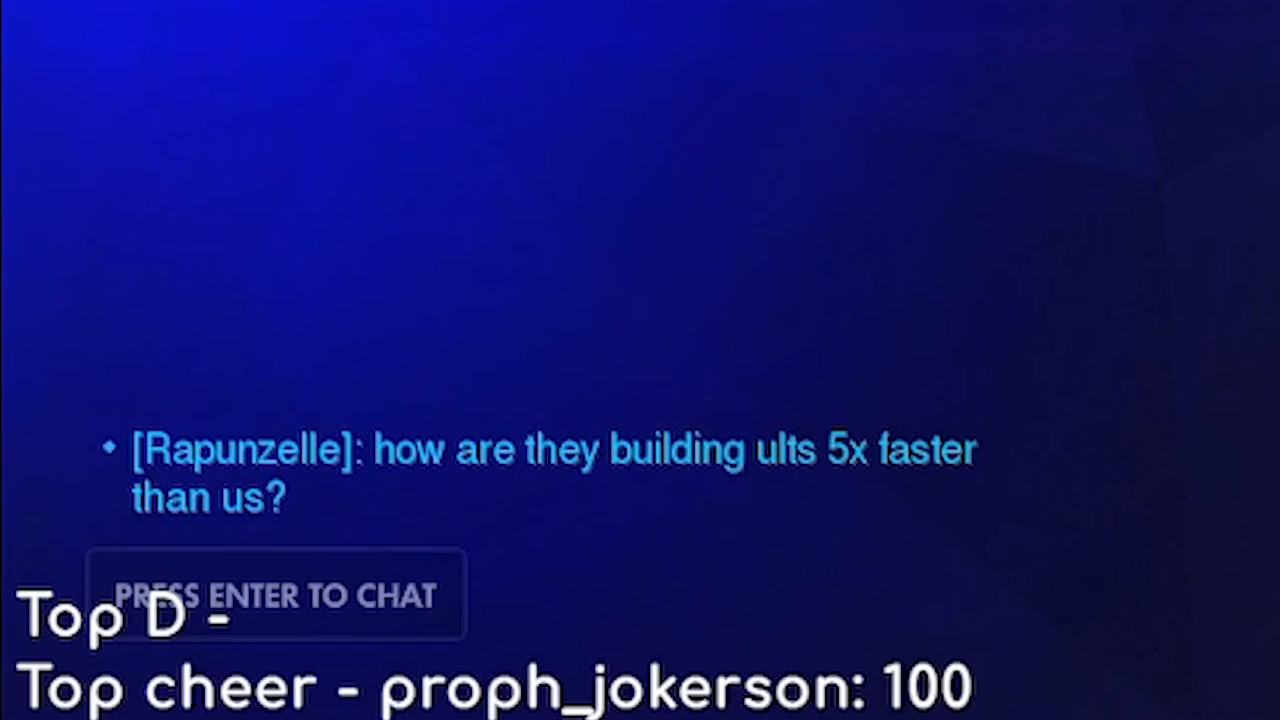 [Rapunzelle]: how are they building ults 5x faster
than us?
PRESS ENTER TO CHAT
Top D -
Top cheer - proph_jokerson: 100